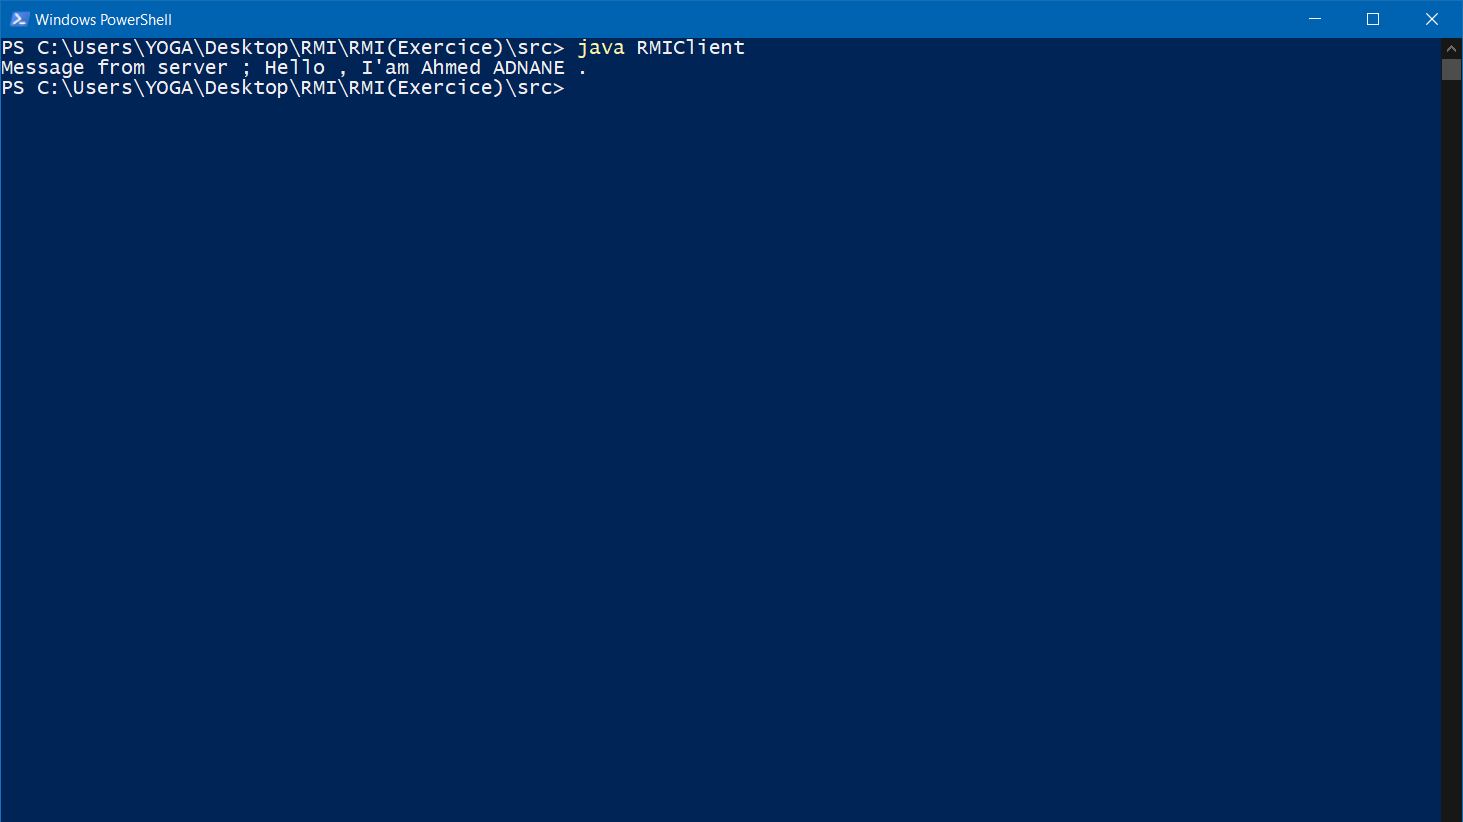 Windows PowerShell
PS C:\Users\YOGA\Desktop\RMI\RMI(Exercice)\src> java RMIClient
Message from server ; Hello , I'am Ahmed ADNANE .
PS C:\Users\YOGA\Desktop\RMI\RMI(Exercice)\src>